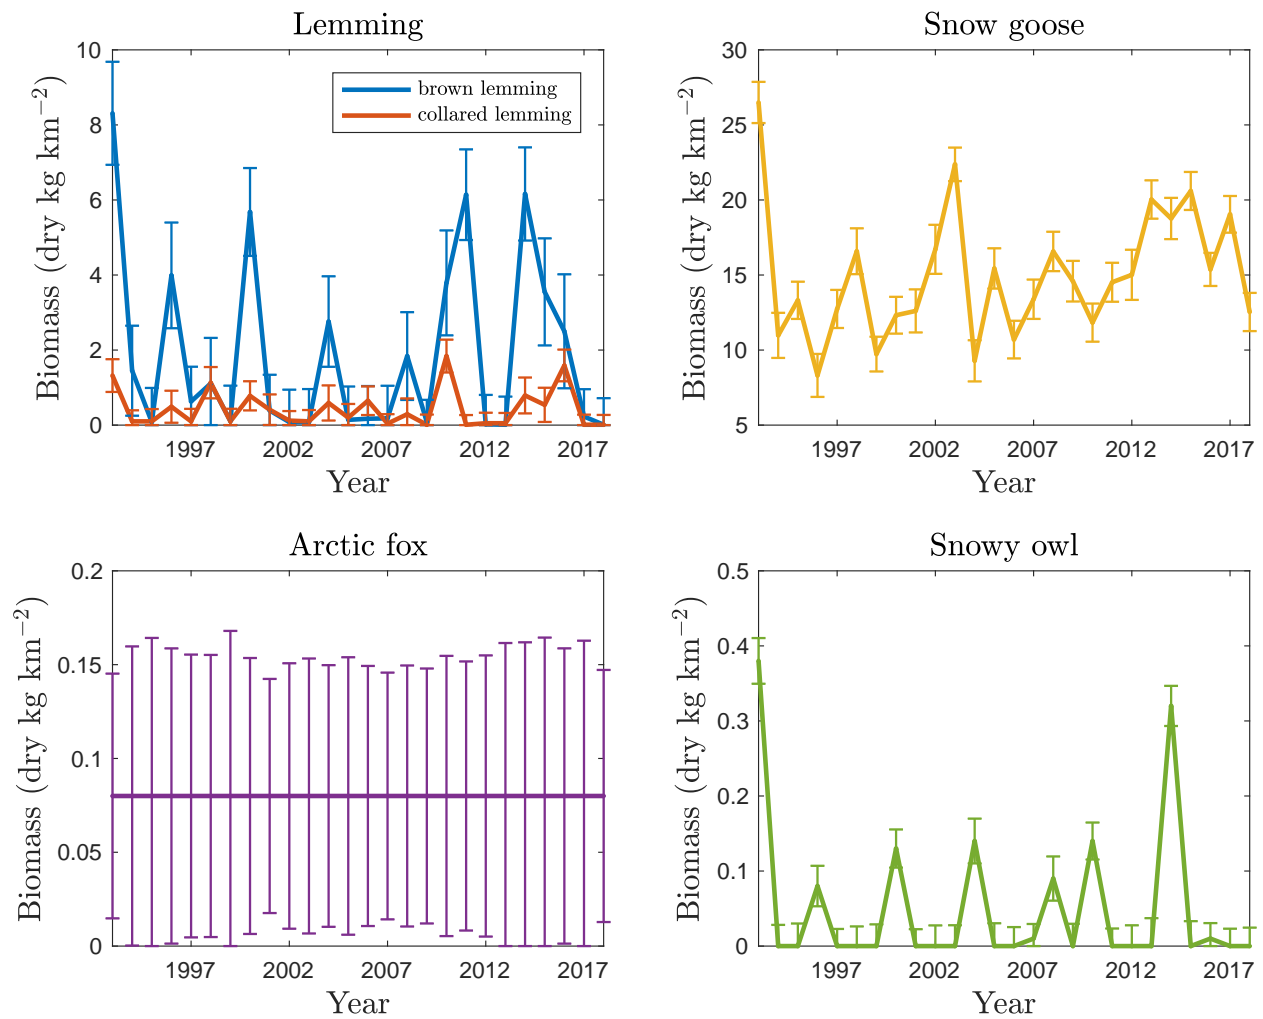 Lemming
Biomass (dry kg km−2)
10
8
6
4
2
0
brown lemming
collared lemming
1997 2002 2007 2012 2017
Year
Snow goose
Biomass (dry kg km−2)
30
25
20
15
10
5
1997 2002 2007 2012 2017
Year
Arctic fox
Biomass (dry kg km−2)
0.2
0.15
0.1
0.05
0
1997 2002 2007 2012 2017
Year
Snowy owl
Biomass (dry kg km−2)
0.5
0.4
0.3
0.2
0.1
0
1997 2002 2007 2012 2017
Year